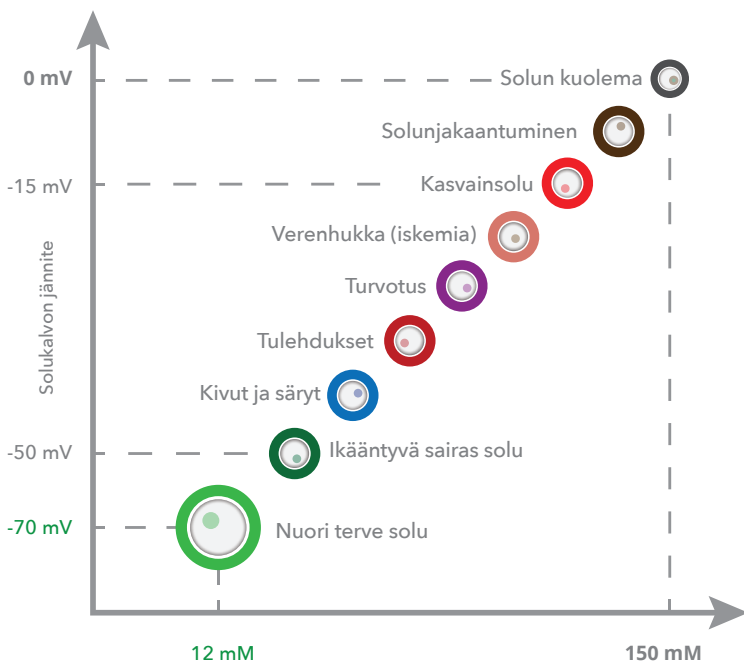 0 mV
Solun kuolema
Solunjakaantuminen
-15 mV
Kasvainsolu
Verenhukka (iskemia)
Turvotus
Solukalvon jännite
Tulehdukset
Kivut ja säryt
-50 mV
Ikääntyvä sairas solu
-70 mV
Nuori terve solu
12 mM
150 mM